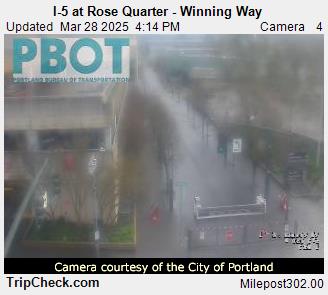 I-5 at Rose Quarter - Winning Way
Updated Mar 28 2025 4:14 PM Camera 4
PBOT
PORTLAND BUREAU OF TRANSPORTATION
Camera courtesy of the City of Portland
TripCheck.com Milepost302.00